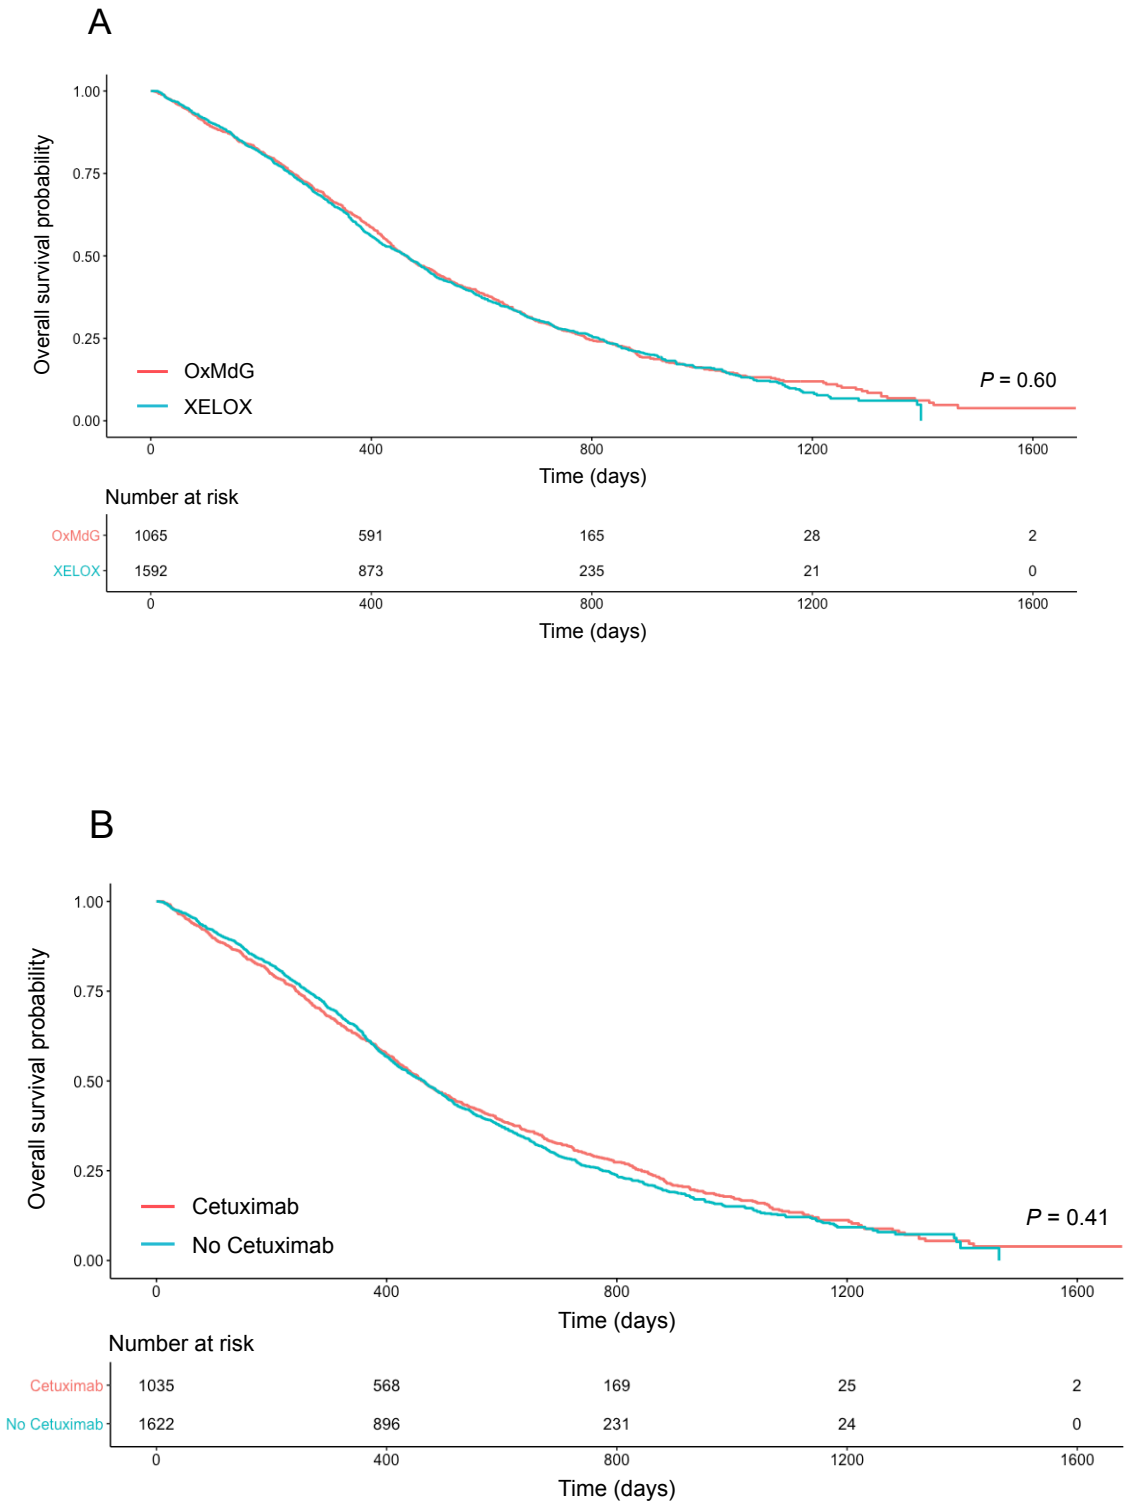 A
Overall survival probability
1.00
0.75
0.50
0.25
0.00
OxMdG
XELOX
P = 0.60
0 400 800 1200 1600
Time (days)
Number at risk
OxMdG 1065 591 165 28 2
XELOX 1592 873 235 21 0
0 400 800 1200 1600
Time (days)
B
Overall survival probability
1.00
0.75
0.50
0.25
0.00
Cetuximab
No Cetuximab
P = 0.41
0 400 800 1200 1600
Time (days)
Number at risk
Cetuximab 1035 568 169 25 2
No Cetuximab 1622 896 231 24 0
0 400 800 1200 1600
Time (days)